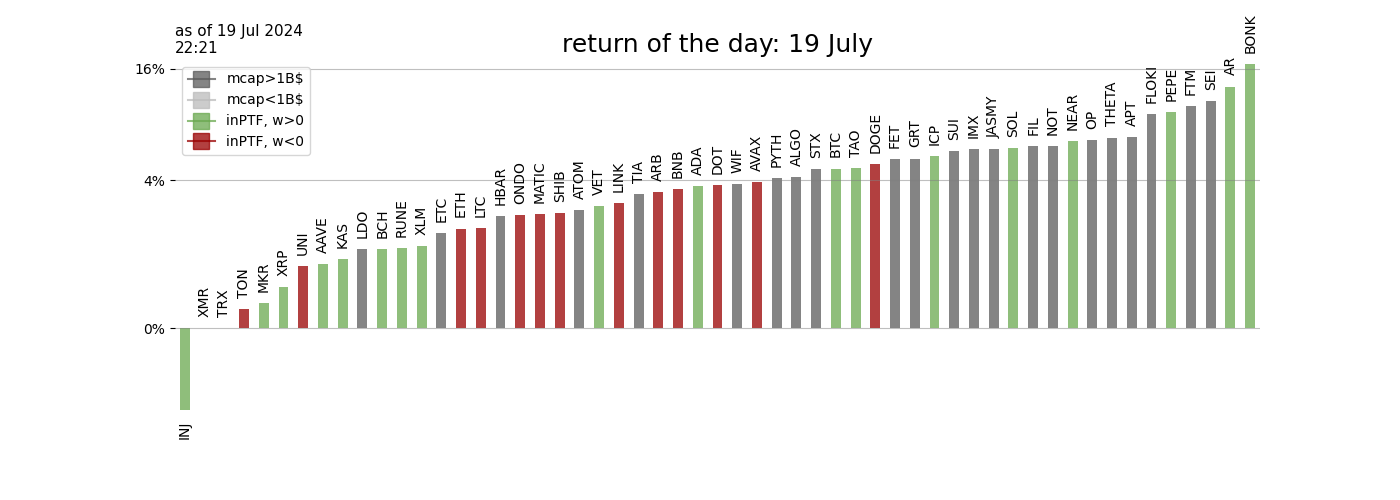 as of 19 Jul 2024
22:21
return of the day: 19 July
16%
4%
0%
mcap>1B$
mcap<1B$
inPTF, w>0
inPTF, w<0
INJ
XMR
TRX
TON
MKR
XRP
UNI
AAVE
KAS
LDO
BCH
RUNE
XLM
ETC
ETH
LTC
HBAR
ONDO
MATIC
SHIB
ATOM
VET
LINK
TIA
ARB
BNB
ADA
DOT
WIF
AVAX
PYTH
ALGO
STX
BTC
TAO
DOGE
FET
GRT
ICP
SUI
IMX
JASMY
SOL
FIL
NOT
NEAR
OP
THETA
APT
FLOKI
PEPE
FTM
SEI
AR
BONK